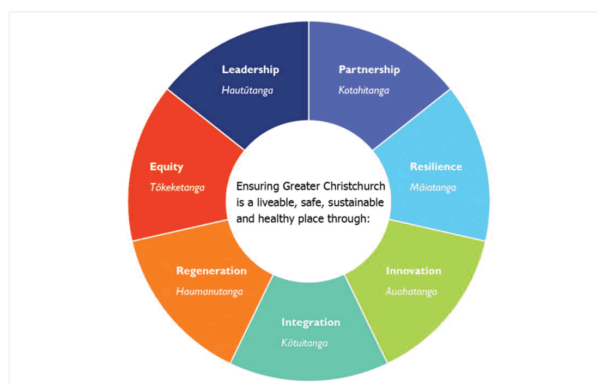 Leadership
Hautūtanga
Partnership
Kotahitanga
Equity
Tōkeketanga
Resilience
Māiatanga
Ensuring Greater Christchurch
is a liveable, safe, sustainable
and healthy place through:
Regeneration
Haumanutanga
Innovation
Auahatanga
Integration
Kōtuitanga